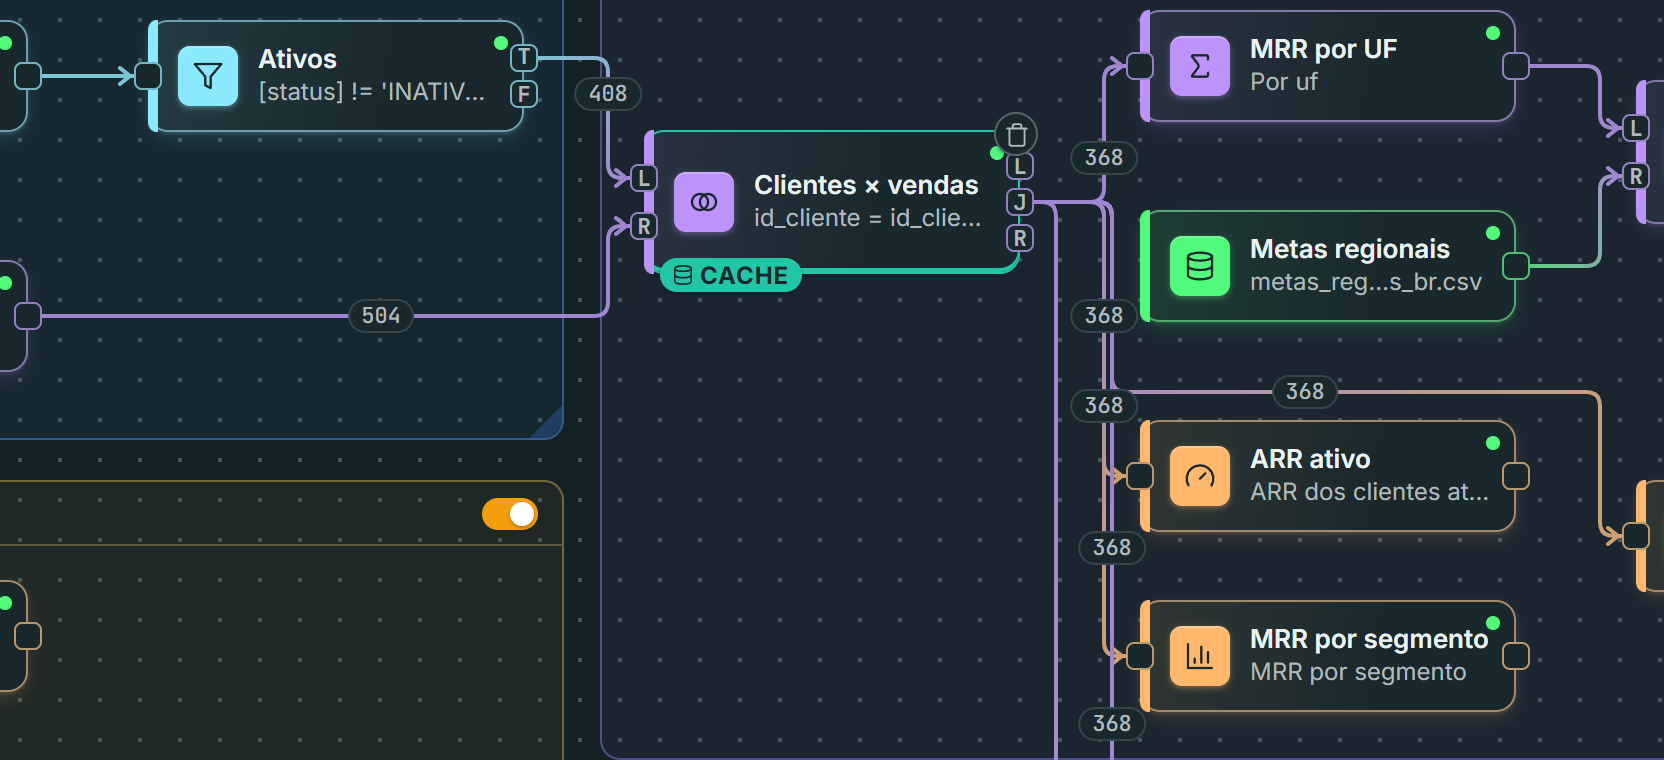 Ativos
[status] != 'INATIV...
T
F
408
L
R
Clientes × vendas
id_cliente = id_clie...
L
J
R
CACHE
504
MRR por UF
Por uf
368
L
R
Metas regionais
metas_reg...s_br.csv
368
368
368
ARR ativo
ARR dos clientes at...
368
MRR por segmento
MRR por segmento
368